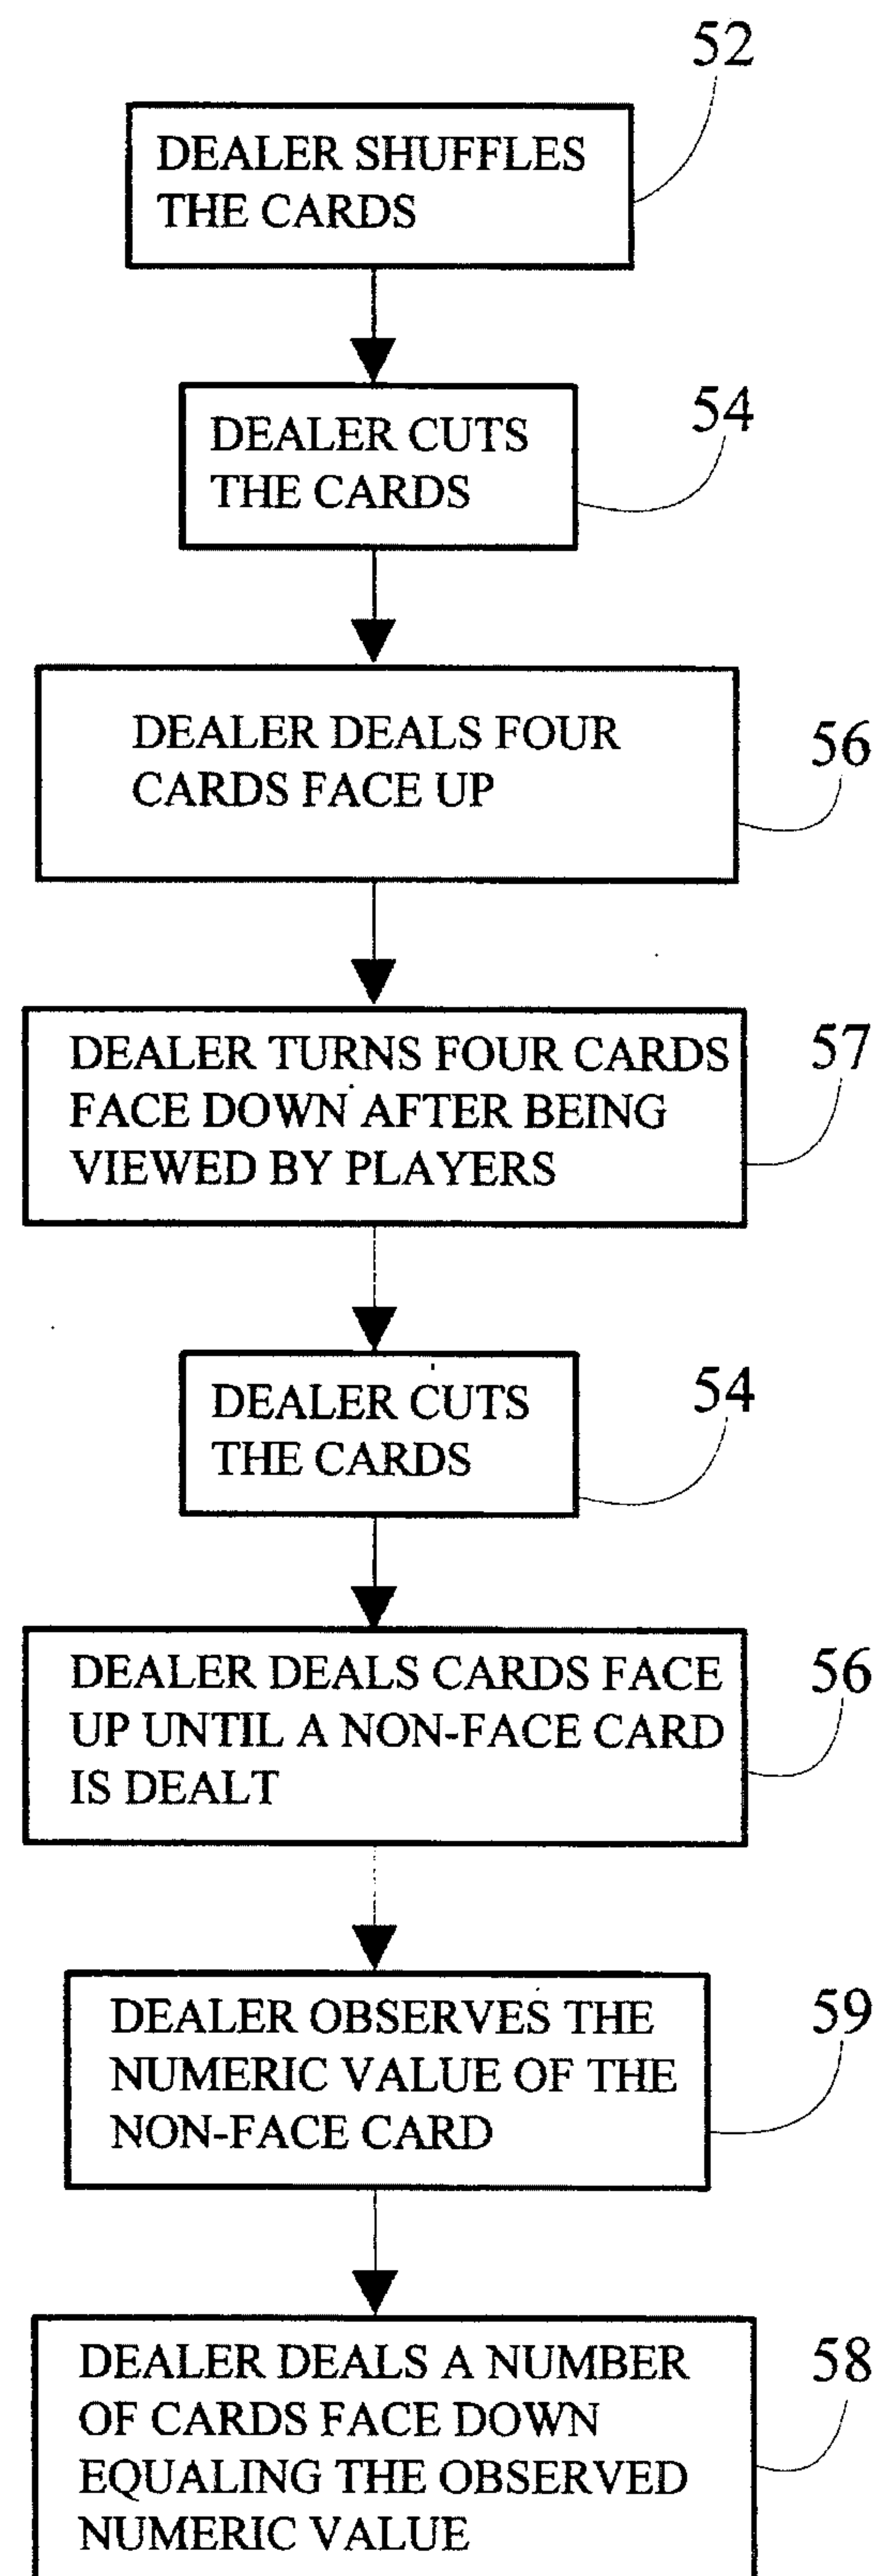 52
DEALER SHUFFLES
THE CARDS
54
DEALER CUTS
THE CARDS
56
DEALER DEALS FOUR
CARDS FACE UP
57
DEALER TURNS FOUR CARDS
FACE DOWN AFTER BEING
VIEWED BY PLAYERS
54
DEALER CUTS
THE CARDS
56
DEALER DEALS CARDS FACE
UP UNTIL A NON-FACE CARD
IS DEALT
59
DEALER OBSERVES THE
NUMERIC VALUE OF THE
NON-FACE CARD
58
DEALER DEALS A NUMBER
OF CARDS FACE DOWN
EQUALING THE OBSERVED
NUMERIC VALUE